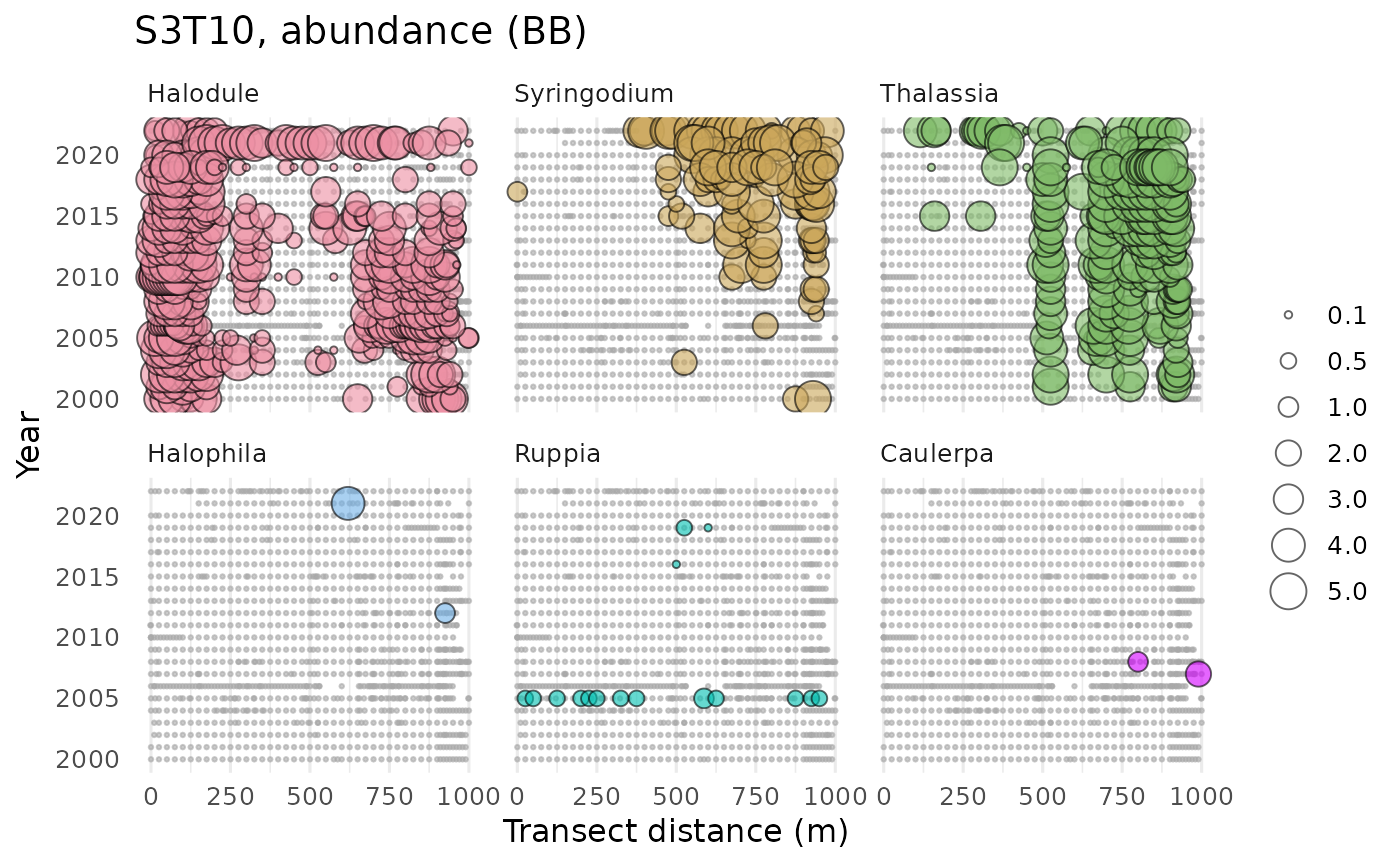 S3T10, abundance (BB)
Halodule Syringodium Thalassia
2020
2015
2010
2005
2000
Halophila Ruppia Caulerpa
2020
2015
2010
2005
2000
0 250 500 750 1000 0 250 500 750 1000 0 250 500 750 1000
Transect distance (m)
Year
0.1
0.5
1.0
2.0
3.0
4.0
5.0